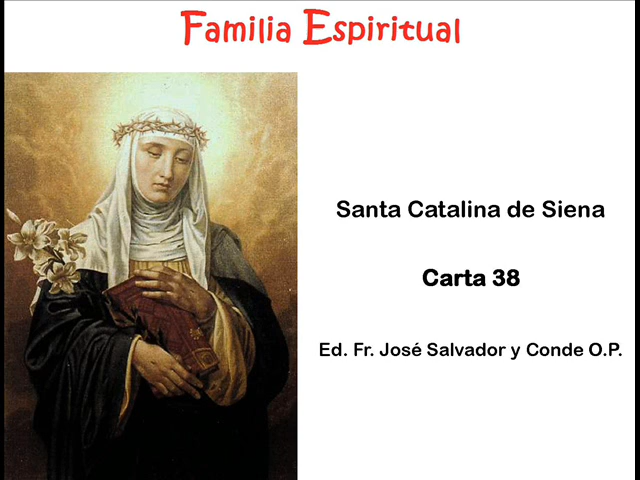 Familia Espiritual
Santa Catalina de Siena
Carta 38
Ed. Fr. José Salvador y Conde O.P.